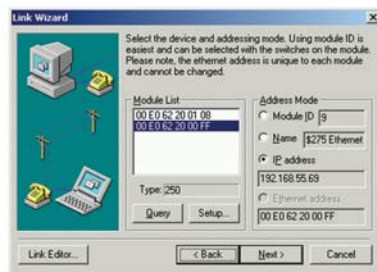 Link Wizard
Select the device and addressing mode. Using module ID is
easiest and can be selected with the switches on the module.
Please note, the ethernet address is unique to each module
and cannot be changed.
Module List
00 E0 62 20 01 08
00 E0 62 20 00 FF
Type: 250
Query
Setup...
Address Mode
Module ID
9
Name
$275 Ethernet
IP address
192.168.55.69
Ethernet address
00 E0 62 20 00 FF
Link Editor...
< Back
Next >
Cancel